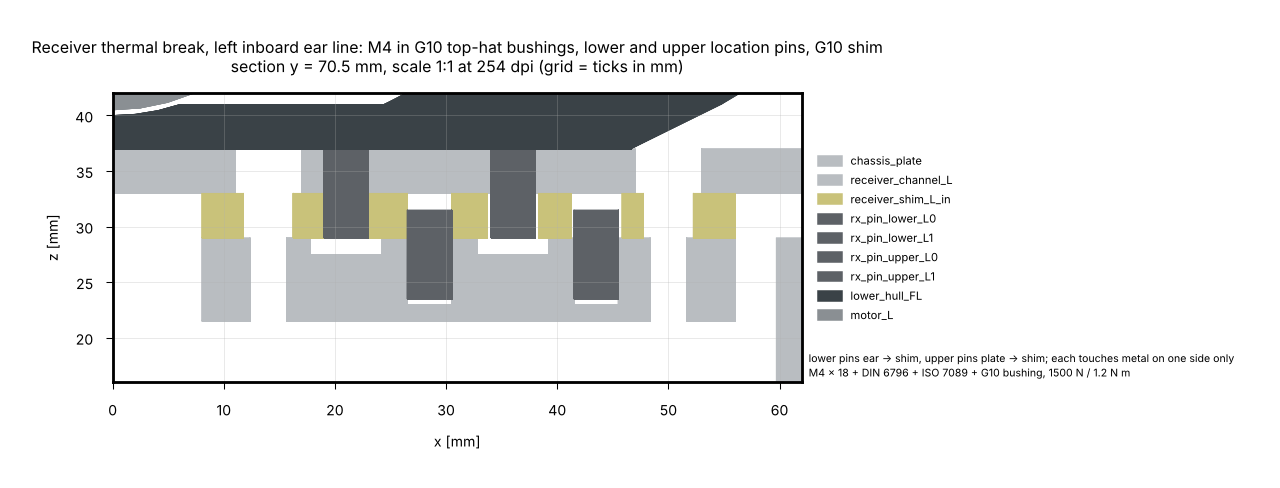 Receiver thermal break, left inboard ear line: M4 in G10 top-hat bushings, lower and upper location pins, G10 shim
section y = 70.5 mm, scale 1:1 at 254 dpi (grid = ticks in mm)
40
35
30
25
20
z [mm]
0 10 20 30 40 50 60
x [mm]
chassis_plate
receiver_channel_L
receiver_shim_L_in
rx_pin_lower_L0
rx_pin_lower_L1
rx_pin_upper_L0
rx_pin_upper_L1
lower_hull_FL
motor_L
lower pins ear → shim, upper pins plate → shim; each touches metal on one side only
M4 × 18 + DIN 6796 + ISO 7089 + G10 bushing, 1500 N / 1.2 N m